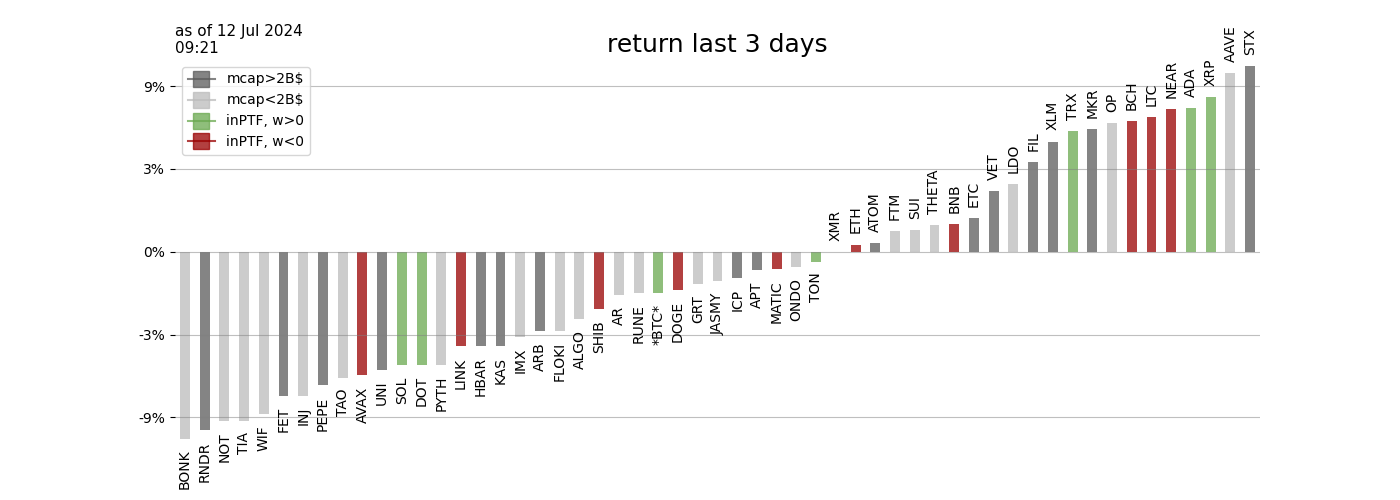 as of 12 Jul 2024
09:21
return last 3 days
mcap>2B$
mcap<2B$
inPTF, w>0
inPTF, w<0
9%
3%
0%
-3%
-9%
BONK
RNDR
NOT
TIA
WIF
FET
INJ
PEPE
TAO
AVAX
UNI
SOL
DOT
PYTH
LINK
HBAR
KAS
IMX
ARB
FLOKI
ALGO
SHIB
AR
RUNE
*BTC*
DOGE
GRT
JASMY
ICP
APT
MATIC
ONDO
TON
XMR
ETH
ATOM
FTM
SUI
THETA
BNB
ETC
VET
LDO
FIL
XLM
TRX
MKR
OP
BCH
LTC
NEAR
ADA
XRP
AAVE
STX